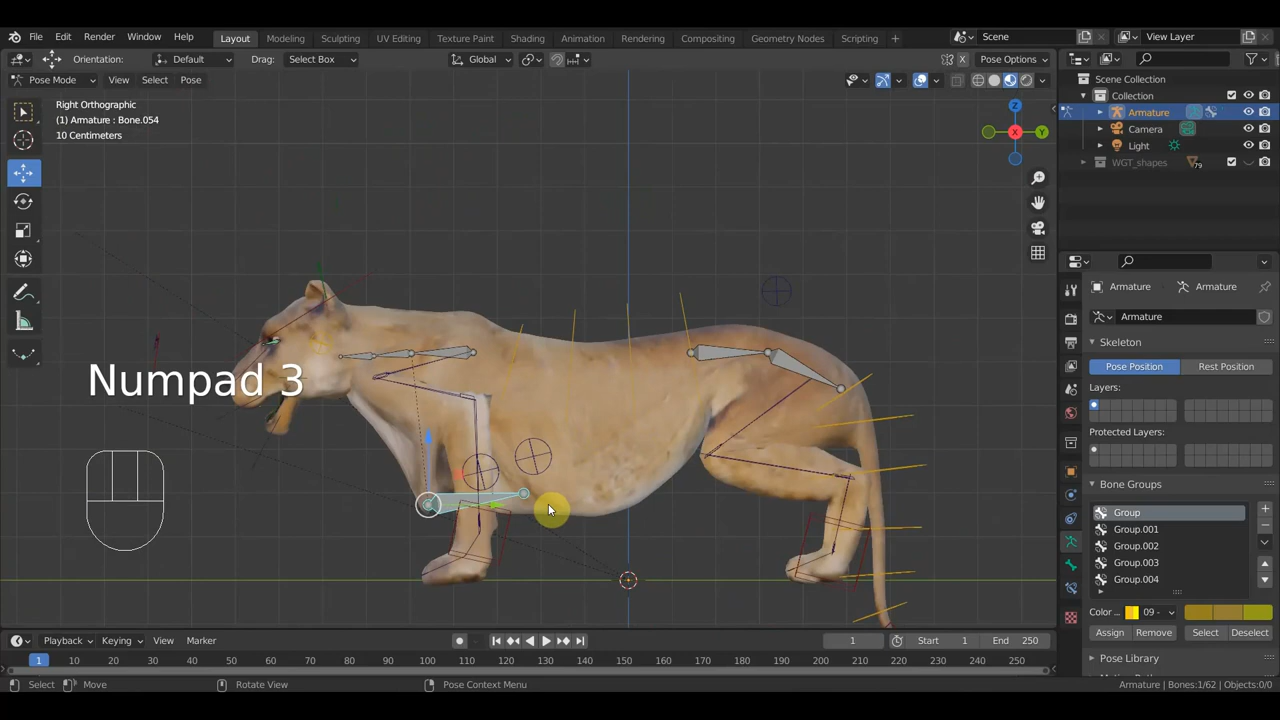 File Edit Render Window Help Layout Modeling Sculpting UV Editing Texture Paint Shading Animation Rendering Compositing Geometry Nodes Scripting + Scene View Layer
Orientation: Default Drag: Select Box Global X Pose Options
Pose Mode View Select Pose
Right Orthographic
(1) Armature : Bone.054
10 Centimeters
Z
X
Y
Numpad 3
Scene Collection
Collection
Armature
Camera
Light
WGT_shapes 79
Armature Armature
Armature
Skeleton
Pose Position Rest Position
Layers:
Protected Layers:
Bone Groups
Group
Group.001
Group.002
Group.003
Group.004
Color ... 09 -
Assign Remove Select Deselect
Pose Library
Playback Keying View Marker 1 Start 1 End 250
1 10 20 30 40 50 60 70 80 90 100 110 120 130 140 150 160 170 180 190 200 210 220 230 240 250
Select Move Rotate View Pose Context Menu Armature | Bones:1/62 | Objects:0/0